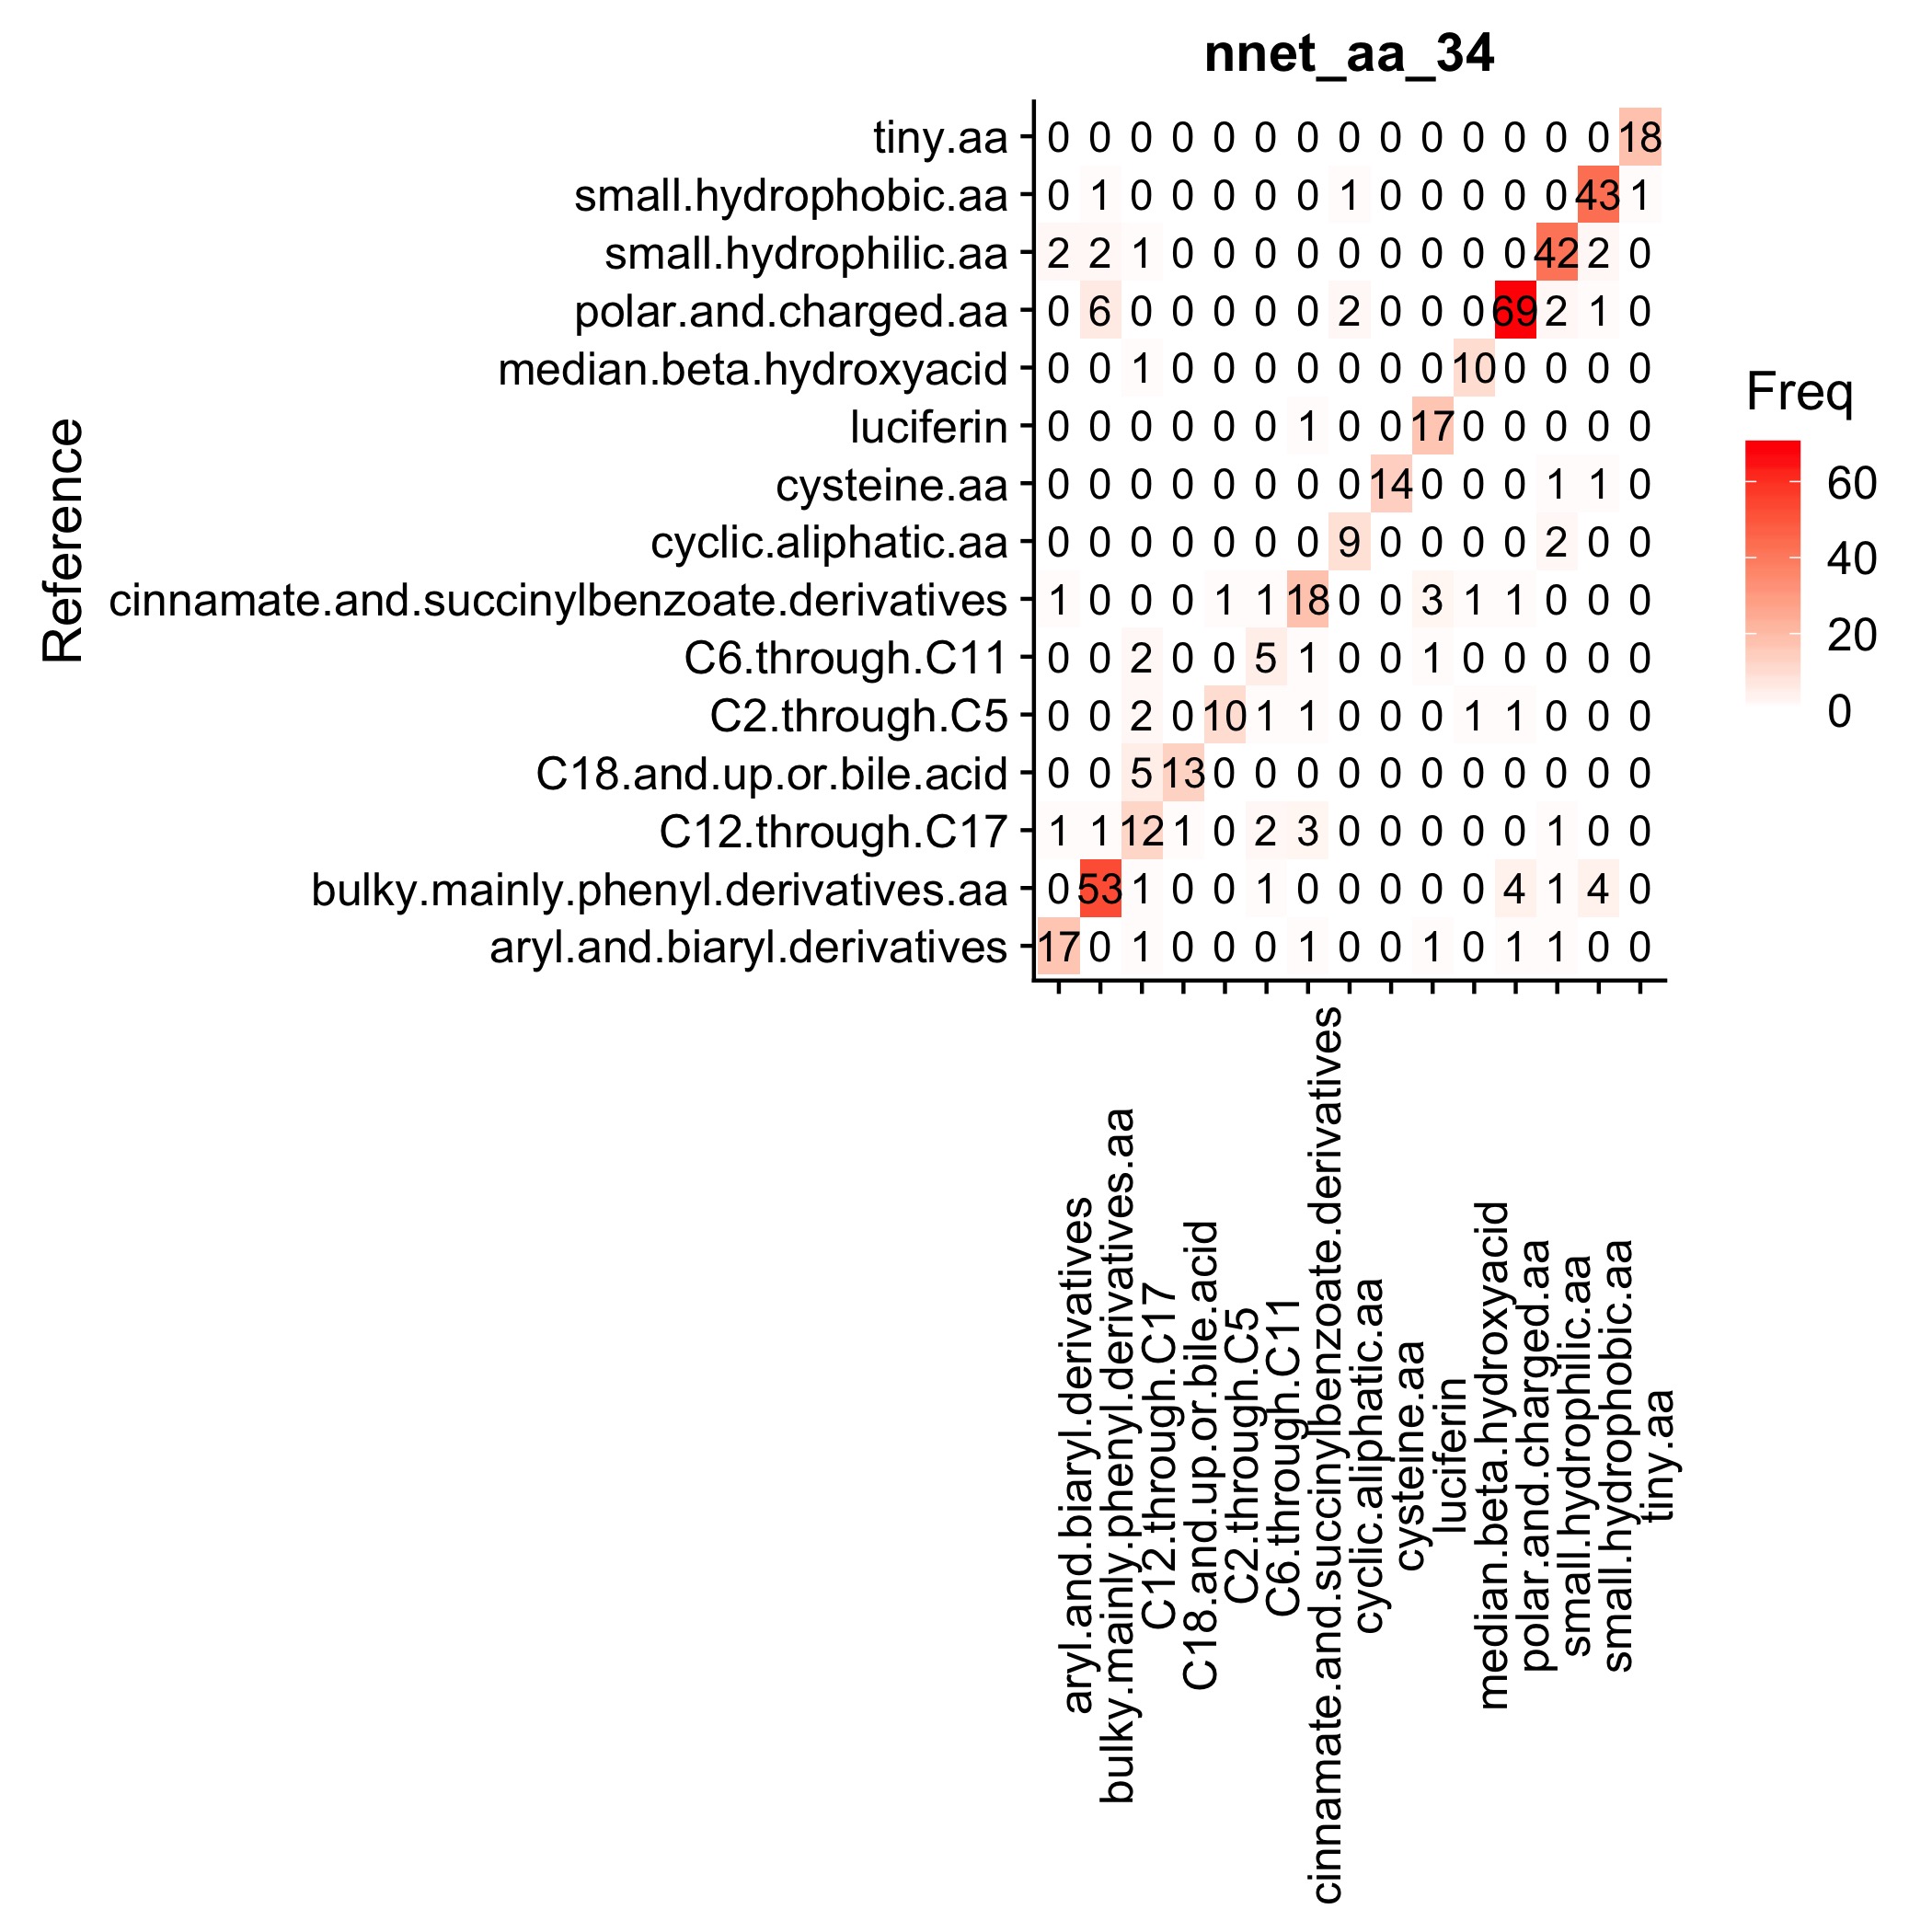 nnet_aa_34
tiny.aa 0 0 0 0 0 0 0 0 0 0 0 0 0 0 18
small.hydrophobic.aa 0 1 0 0 0 0 0 1 0 0 0 0 0 43 1
small.hydrophilic.aa 2 2 1 0 0 0 0 0 0 0 0 0 42 2 0
polar.and.charged.aa 0 6 0 0 0 0 0 2 0 0 0 69 2 1 0
median.beta.hydroxyacid 0 0 1 0 0 0 0 0 0 0 10 0 0 0 0
luciferin 0 0 0 0 0 0 1 0 0 17 0 0 0 0 0
cysteine.aa 0 0 0 0 0 0 0 0 14 0 0 0 1 1 0
cyclic.aliphatic.aa 0 0 0 0 0 0 0 9 0 0 0 0 2 0 0
cinnamate.and.succinylbenzoate.derivatives 1 0 0 0 1 1 18 0 0 3 1 1 0 0 0
C6.through.C11 0 0 2 0 0 5 1 0 0 1 0 0 0 0 0
C2.through.C5 0 0 2 0 10 1 1 0 0 0 1 1 0 0 0
C18.and.up.or.bile.acid 0 0 5 13 0 0 0 0 0 0 0 0 0 0 0
C12.through.C17 1 1 12 1 0 2 3 0 0 0 0 0 1 0 0
bulky.mainly.phenyl.derivatives.aa 0 53 1 0 0 1 0 0 0 0 0 4 1 4 0
aryl.and.biaryl.derivatives 17 0 1 0 0 0 1 0 0 1 0 1 1 0 0
Reference
aryl.and.biaryl.derivatives
bulky.mainly.phenyl.derivatives.aa
C12.through.C17
C18.and.up.or.bile.acid
C2.through.C5
C6.through.C11
cinnamate.and.succinylbenzoate.derivatives
cyclic.aliphatic.aa
cysteine.aa
luciferin
median.beta.hydroxyacid
polar.and.charged.aa
small.hydrophilic.aa
small.hydrophobic.aa
tiny.aa
Freq
60
40
20
0